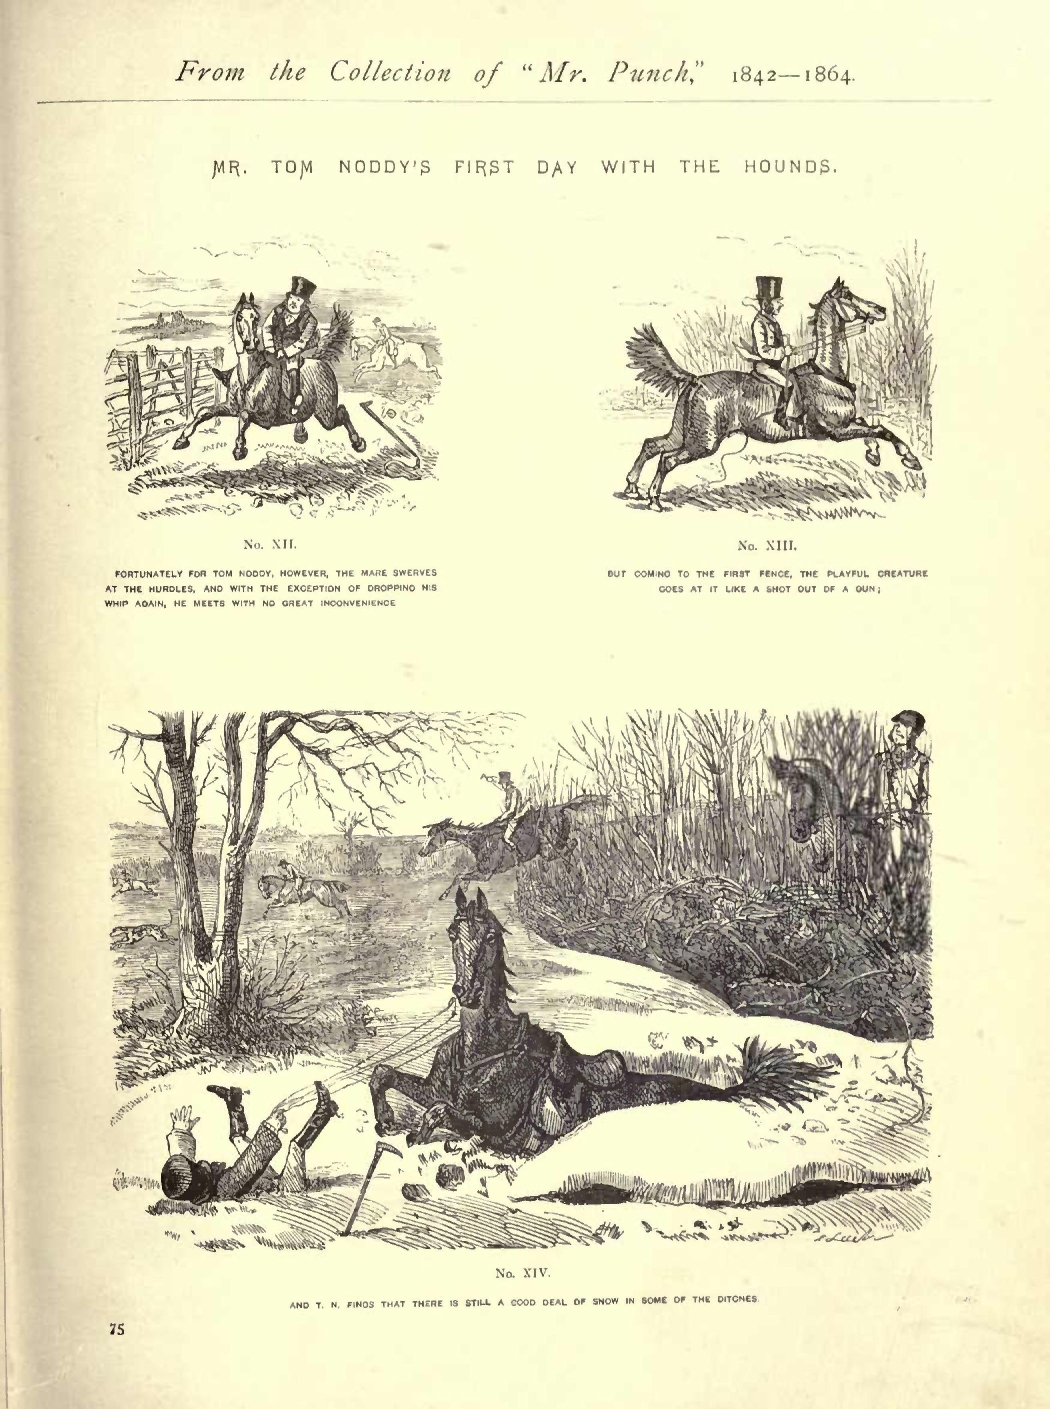 From the Collection of "Mr. Punch," 1842—1864.
MR. TOM NODDY'S FIRST DAY WITH THE HOUNDS.
No. XII.
FORTUNATELY FOR TOM NODDY, HOWEVER, THE MARE SWERVES
AT THE HURDLES, AND WITH THE EXCEPTION OF DROPPING HIS
WHIP AGAIN, HE MEETS WITH NO GREAT INCONVENIENCE
No. XIII.
BUT COMING TO THE FIRST FENCE, THE PLAYFUL CREATURE
GOES AT IT LIKE A SHOT OUT OF A GUN;
J Leech
No. XIV.
AND T. N. FINDS THAT THERE IS STILL A GOOD DEAL OF SNOW IN SOME OF THE DITCHES.
75